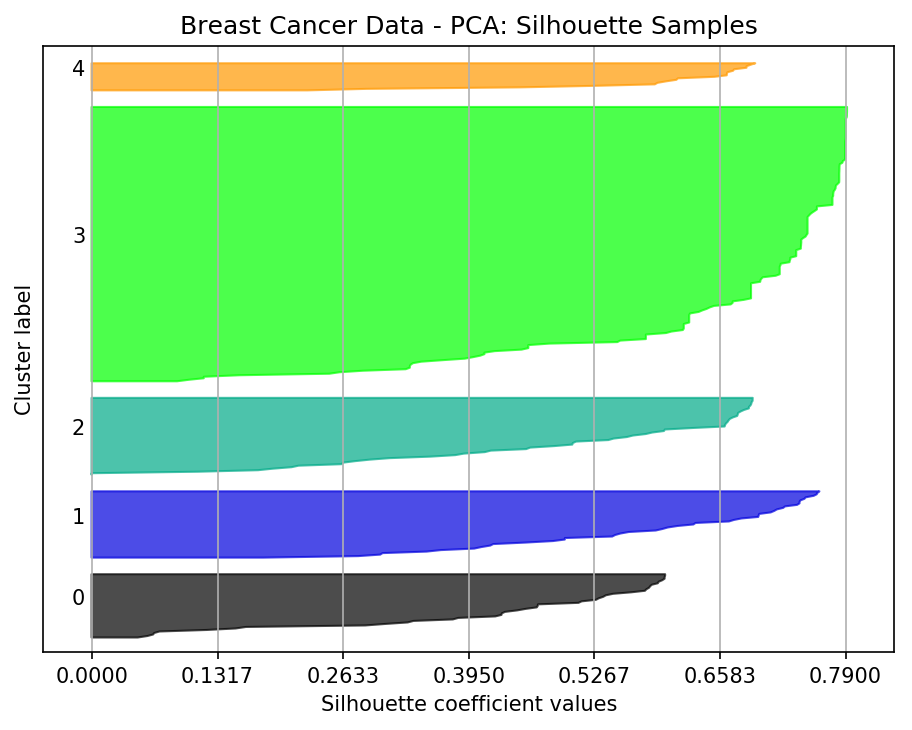 Breast Cancer Data - PCA: Silhouette Samples
4
3
2
1
0
Cluster label
0.0000 0.1317 0.2633 0.3950 0.5267 0.6583 0.7900
Silhouette coefficient values